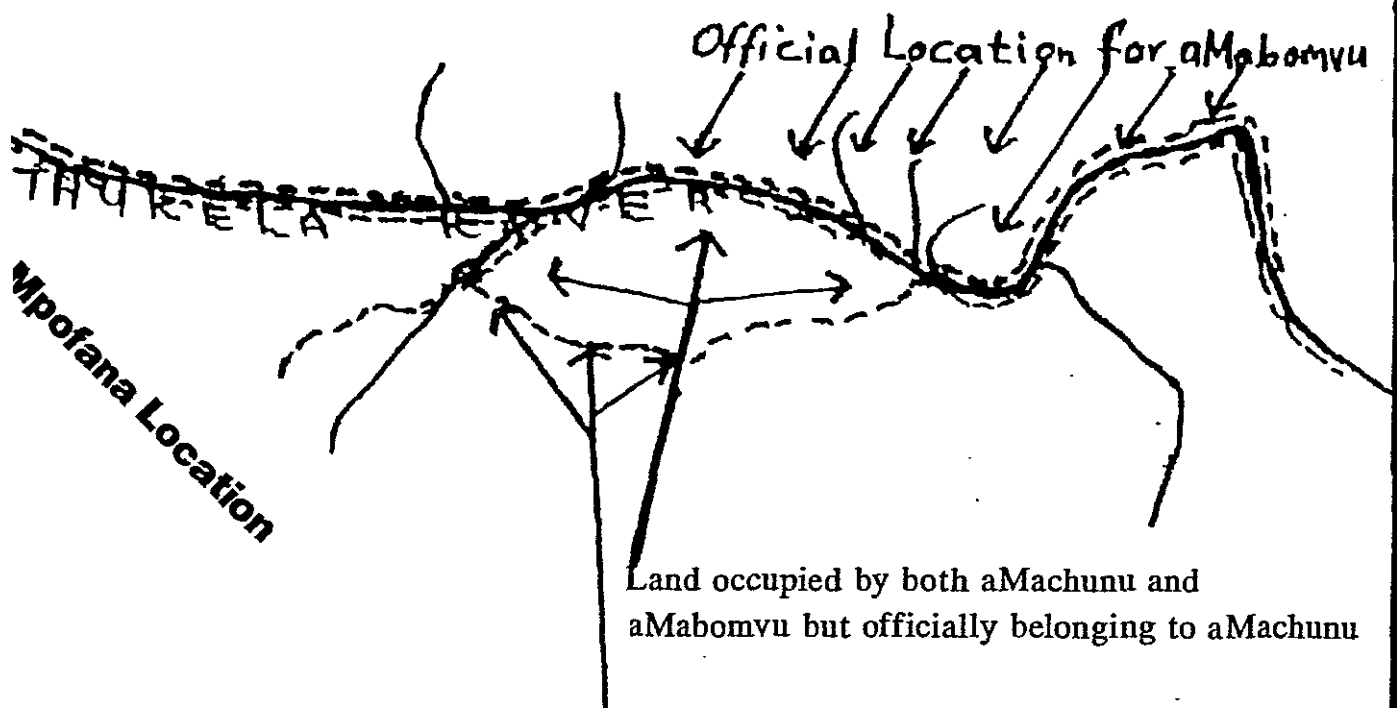 Official Location for aMabomvu
THUKELA RIVER
Mpofana Location
Land occupied by both aMachunu and
aMabomvu but officially belonging to aMachunu